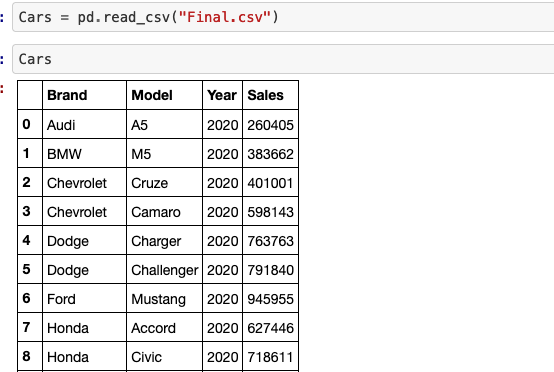 : Cars = pd.read_csv("Final.csv")
: Cars
:
Brand Model Year Sales
0 Audi A5 2020 260405
1 BMW M5 2020 383662
2 Chevrolet Cruze 2020 401001
3 Chevrolet Camaro 2020 598143
4 Dodge Charger 2020 763763
5 Dodge Challenger 2020 791840
6 Ford Mustang 2020 945955
7 Honda Accord 2020 627446
8 Honda Civic 2020 718611